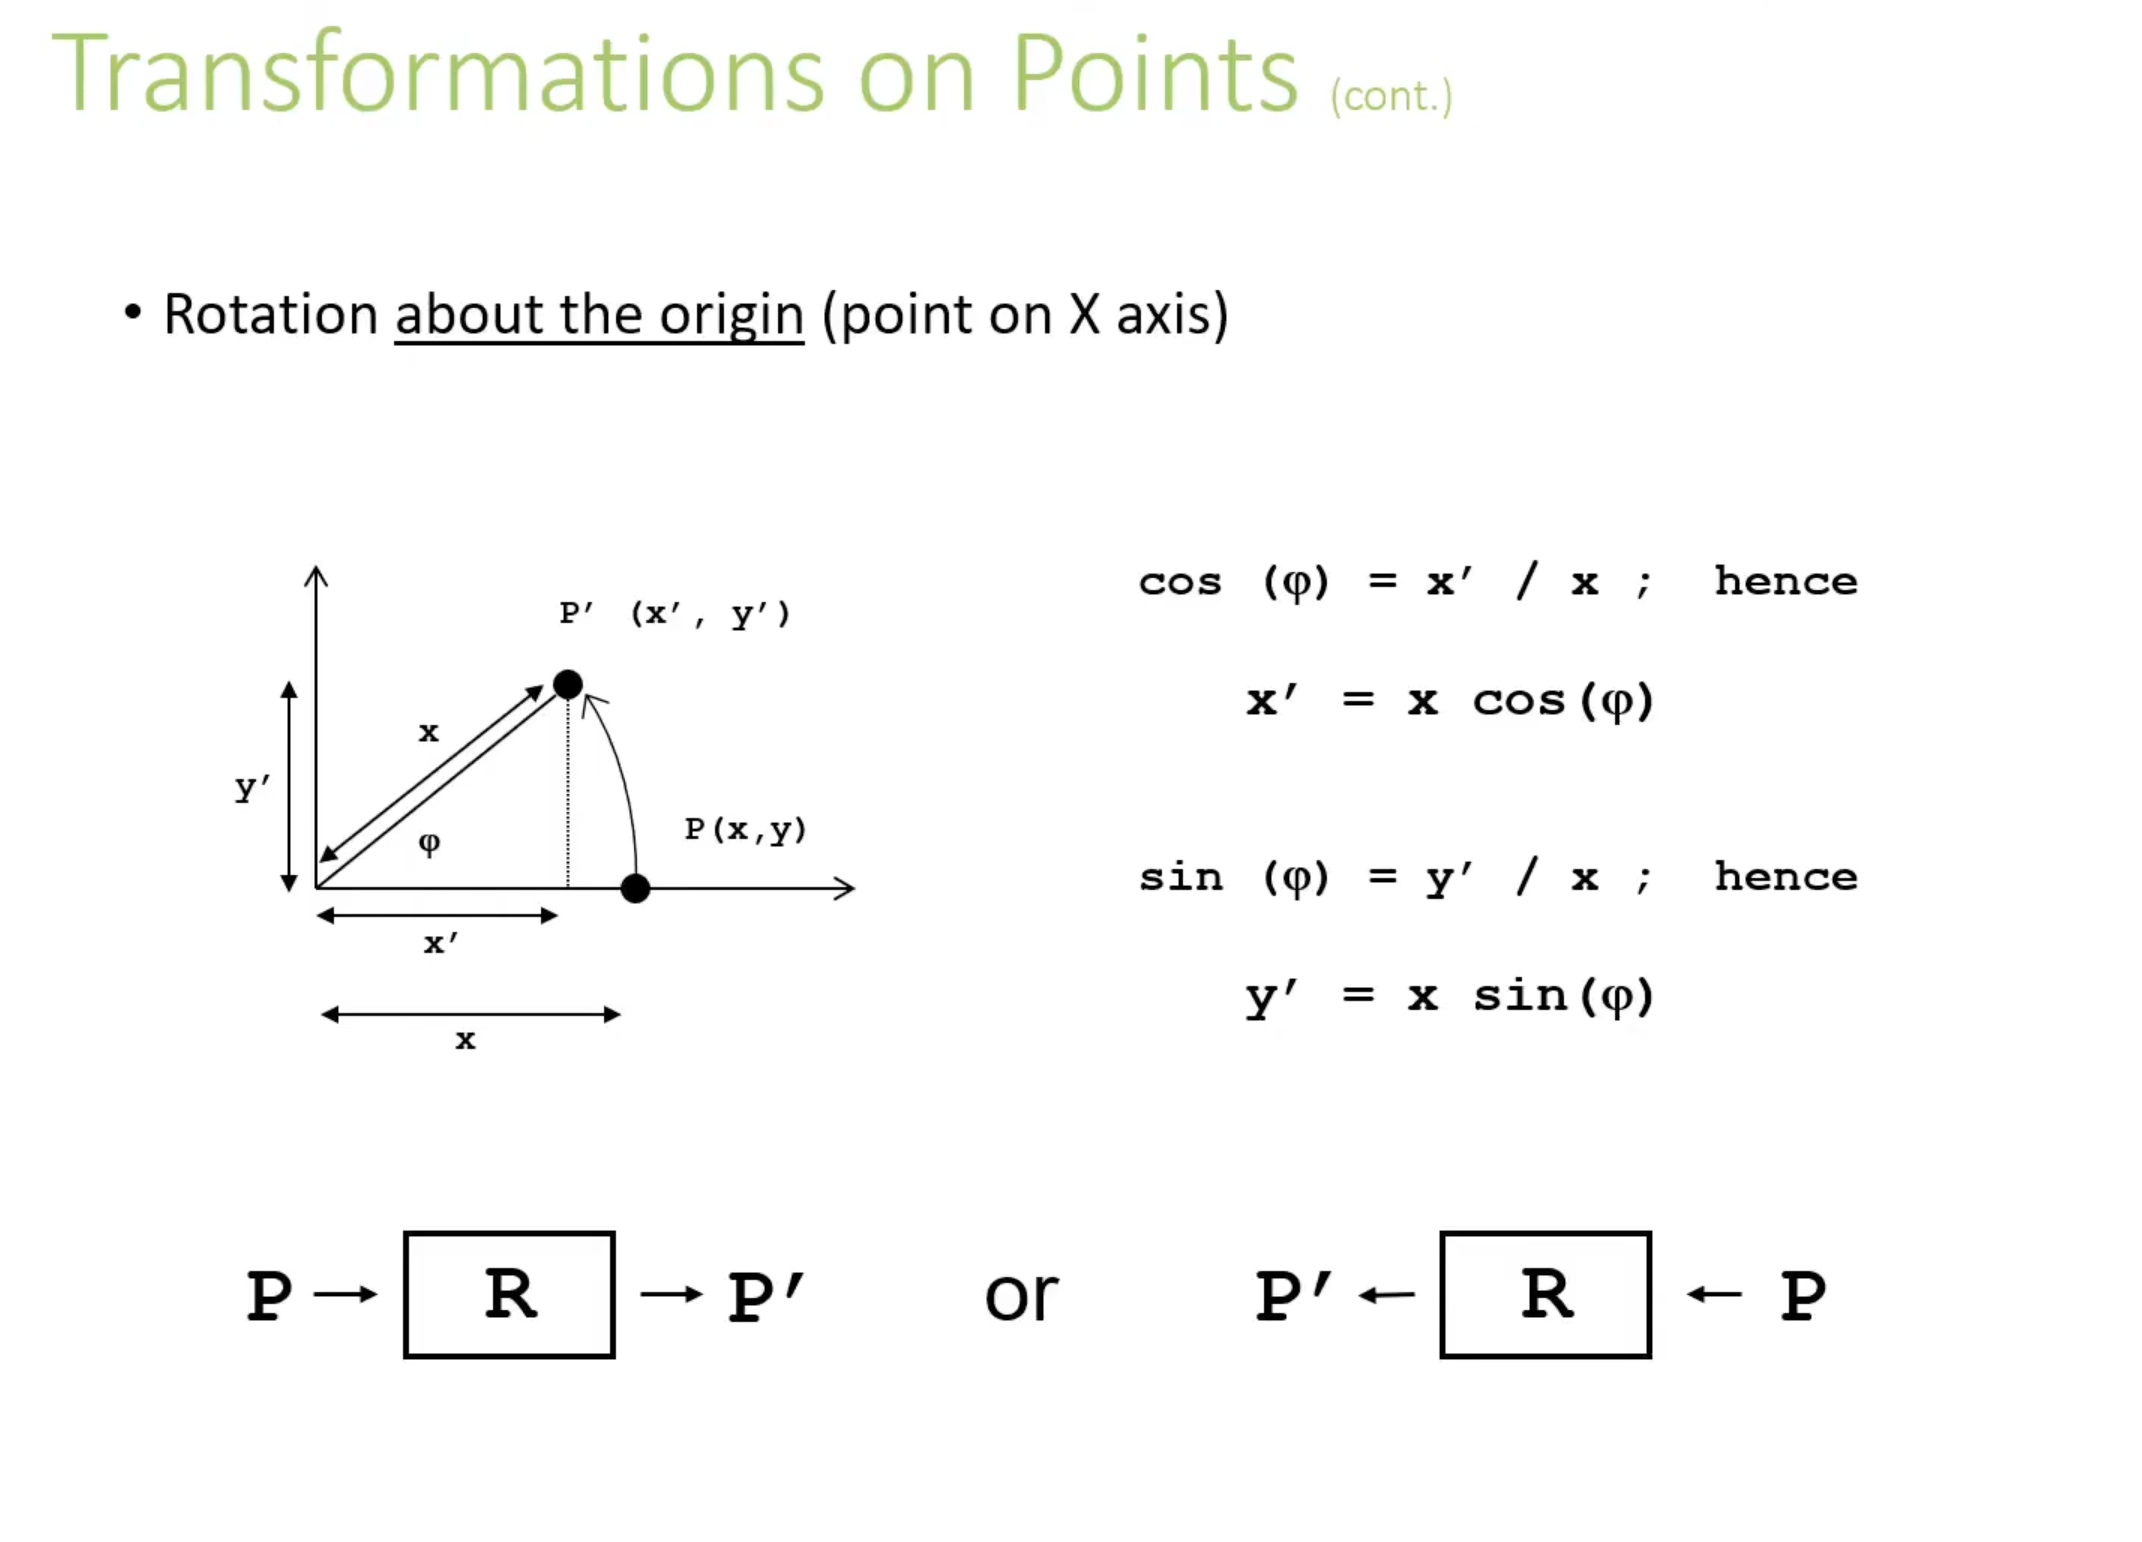 Transformations on Points (cont.)
• Rotation about the origin (point on X axis)
P′ (x′, y′)
x
y′
φ
P(x,y)
x′
x
cos (φ) = x′ / x ; hence
x′ = x cos(φ)
sin (φ) = y′ / x ; hence
y′ = x sin(φ)
P → R → P′ or P′ ← R ← P